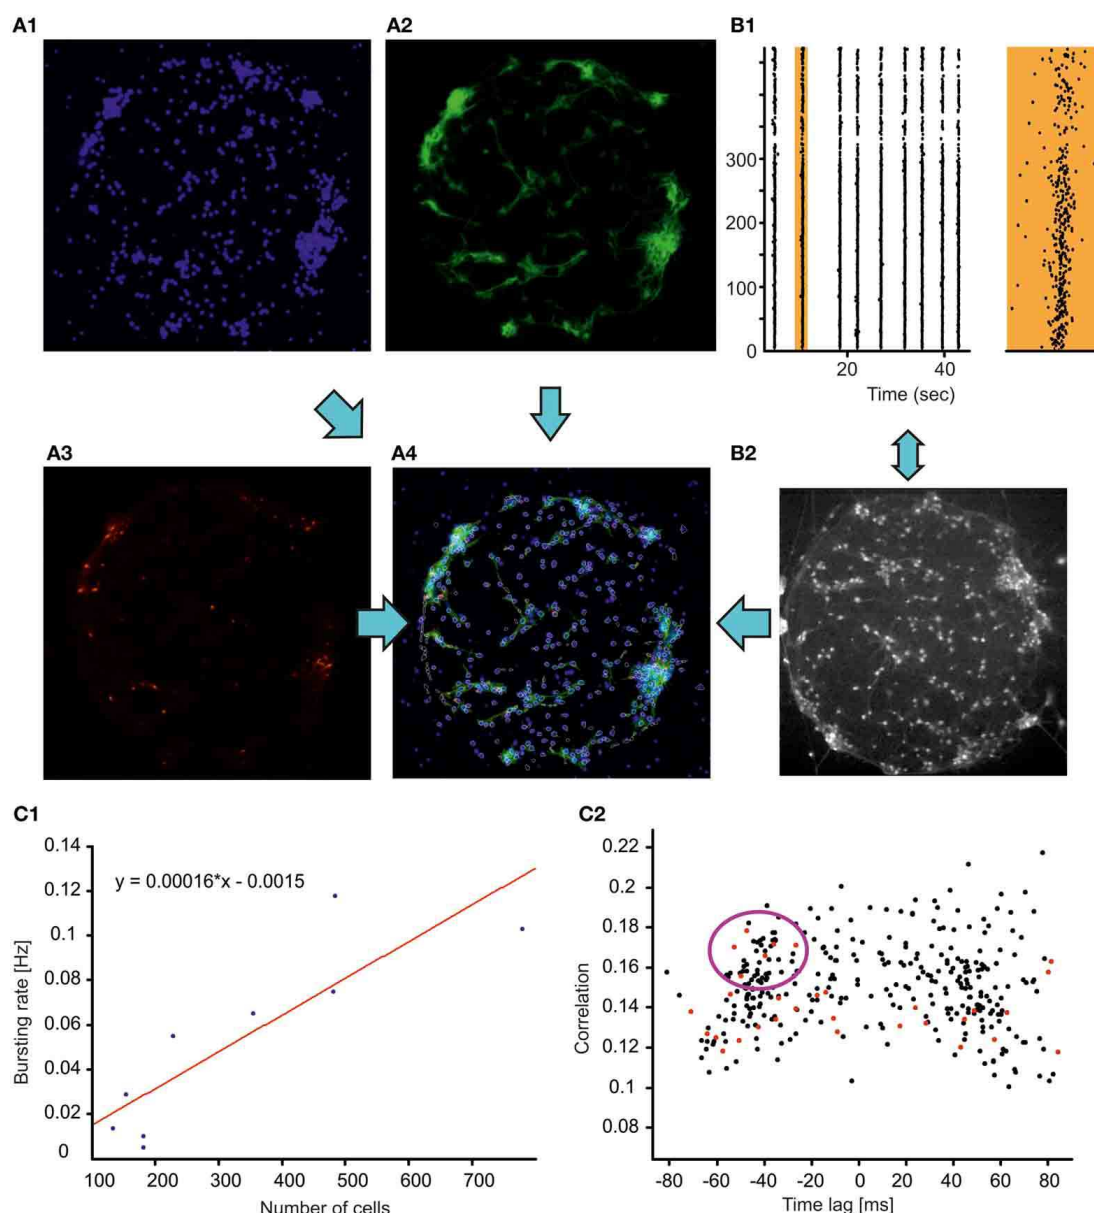 A1
A2
B1
300
200
100
0
20
40
Time (sec)
A3
A4
B2
C1
0.14
0.12
0.1
0.08
0.06
0.04
0.02
0
y = 0.00016*x - 0.0015
Bursting rate [Hz]
100
200
300
400
500
600
700
Number of cells
C2
0.22
0.2
0.18
0.16
0.14
0.12
0.1
0.08
Correlation
-80
-60
-40
-20
0
20
40
60
80
Time lag [ms]